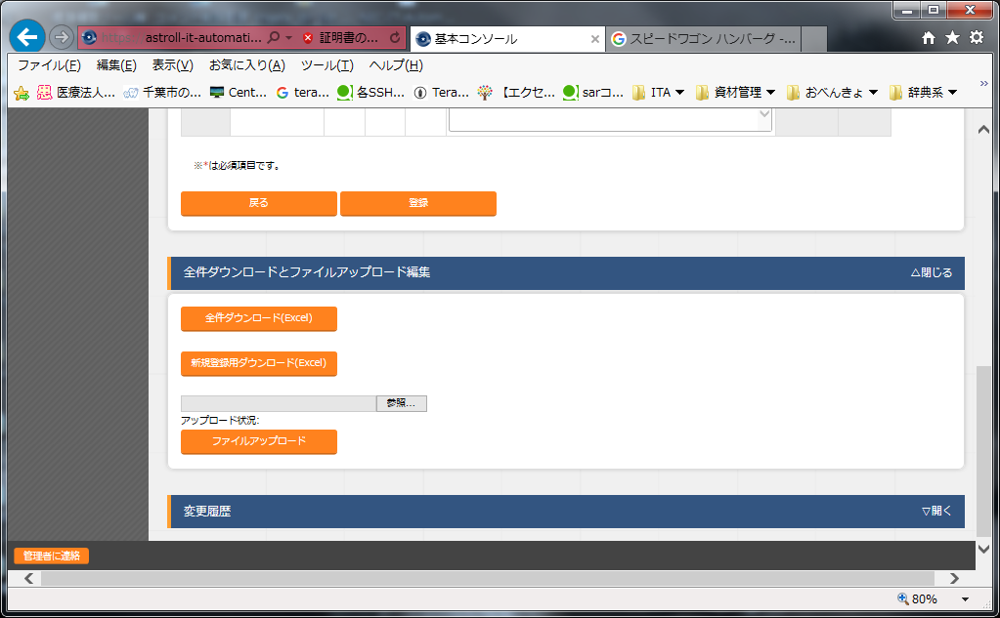 https: astroll-it-automati... 証明書の... 基本コンソール スピードワゴン ハンバーグ -...
ファイル(F) 編集(E) 表示(V) お気に入り(A) ツール(T) ヘルプ(H)
医療法人... 千葉市の... Cent... tera... 各SSH... Tera... 【エクセ... sarコ... ITA 資材管理 おべんきょ 辞典系
※*は必須項目です。
戻る 登録
全件ダウンロードとファイルアップロード編集 △閉じる
全件ダウンロード(Excel)
新規登録用ダウンロード(Excel)
参照...
アップロード状況:
ファイルアップロード
変更履歴 ▽開く
管理者に連絡
80%